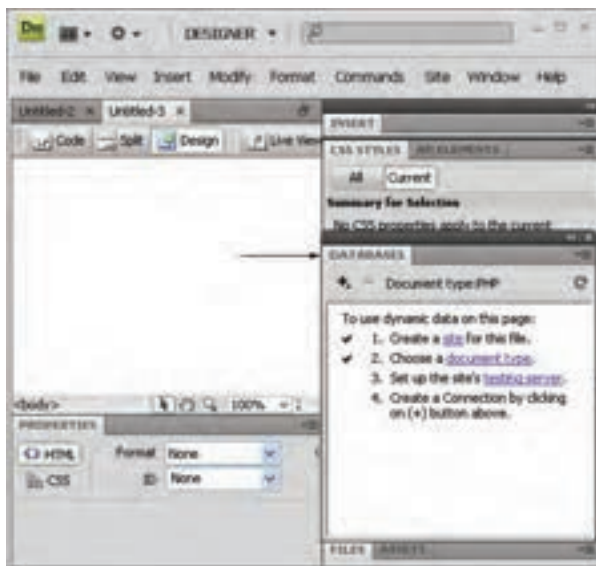 Dw DESIGNER
File Edit View Insert Modify Format Commands Site Window Help
Untitled-2 × Untitled-3 ×
Code Split Design Live View
<body> 100%
PROPERTIES
<> HTML Format None
CSS ID None
INSERT
CSS STYLES AP ELEMENTS
All Current
Summary for Selection
No CSS properties apply to the current
DATABASES
Document type:PHP
To use dynamic data on this page:
✔ 1. Create a site for this file.
✔ 2. Choose a document type.
3. Set up the site's testing server.
4. Create a Connection by clicking
on (+) button above.
FILES ASSETS